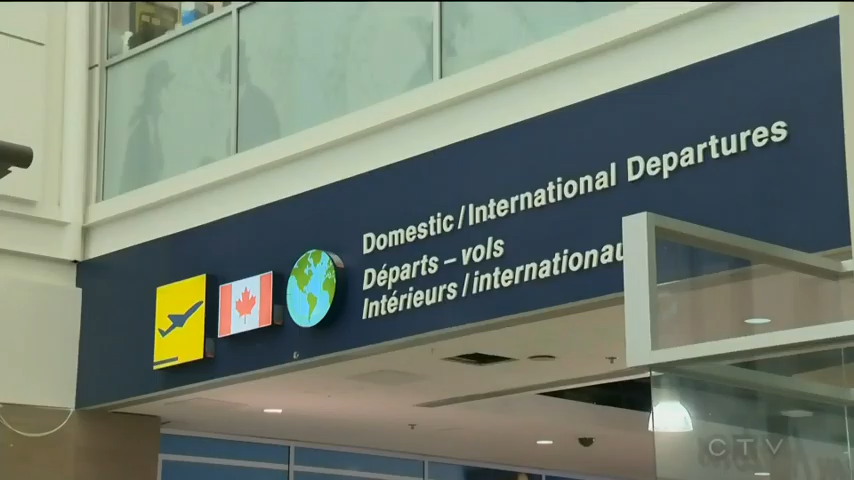 Domestic / International Departures
Départs – vols
Intérieurs / internationau
CTV